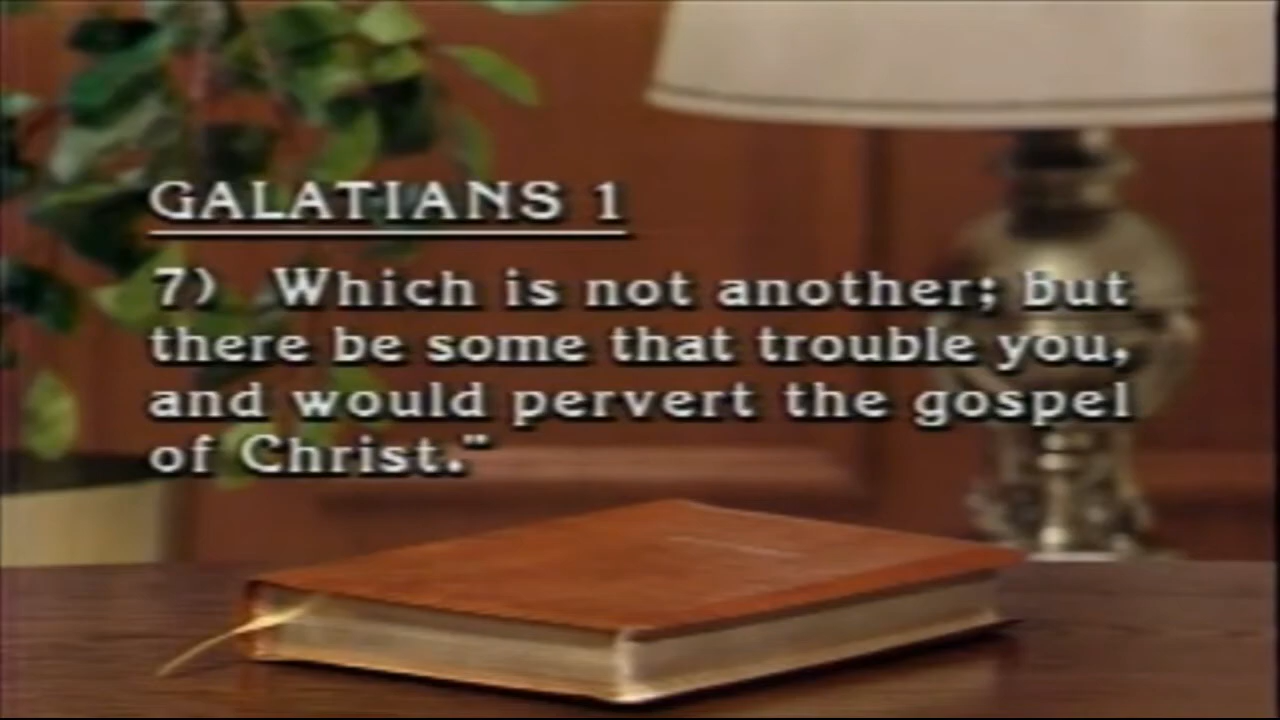 GALATIANS 1
7) Which is not another; but
there be some that trouble you,
and would pervert the gospel
of Christ."